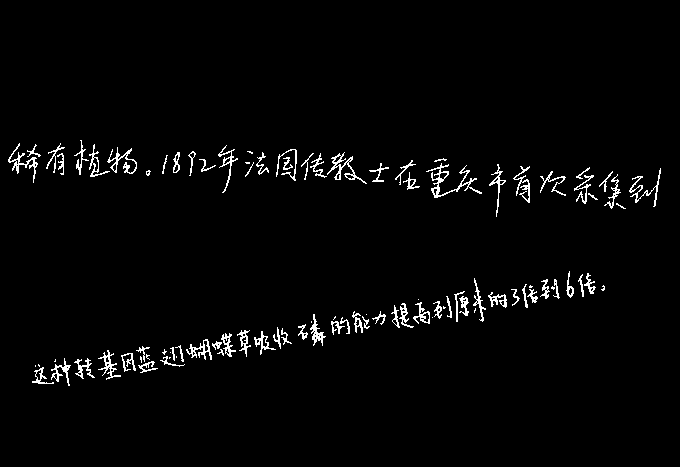 稀有植物。1892年法国传教士在重庆市首次采集到
这种转基因蓝翅蝴蝶草吸收磷的能力提高到原来的3倍到6倍。